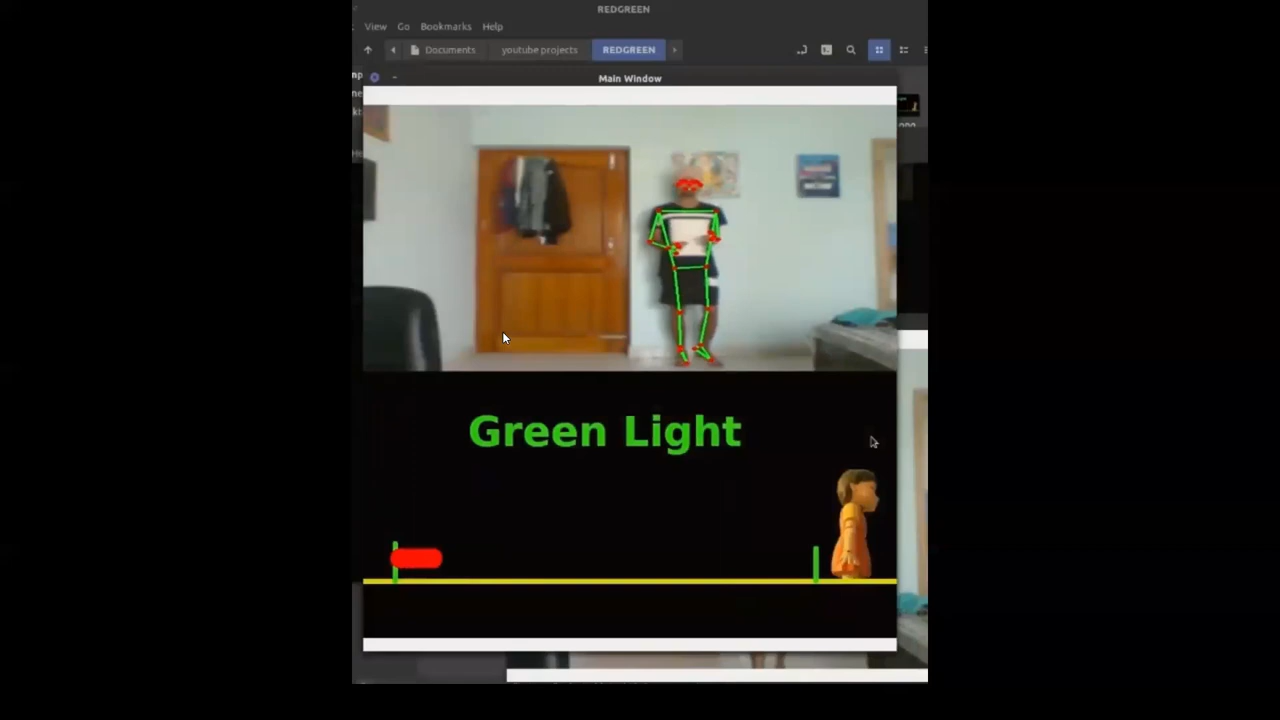 REDGREEN
View Go Bookmarks Help
Documents youtube projects REDGREEN
Main Window
Green Light